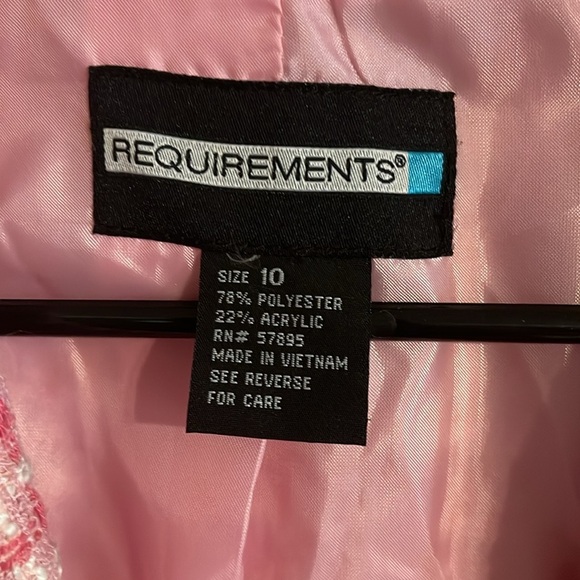 REQUIREMENTS®
SIZE 10
78% POLYESTER
22% ACRYLIC
RN# 57895
MADE IN VIETNAM
SEE REVERSE
FOR CARE